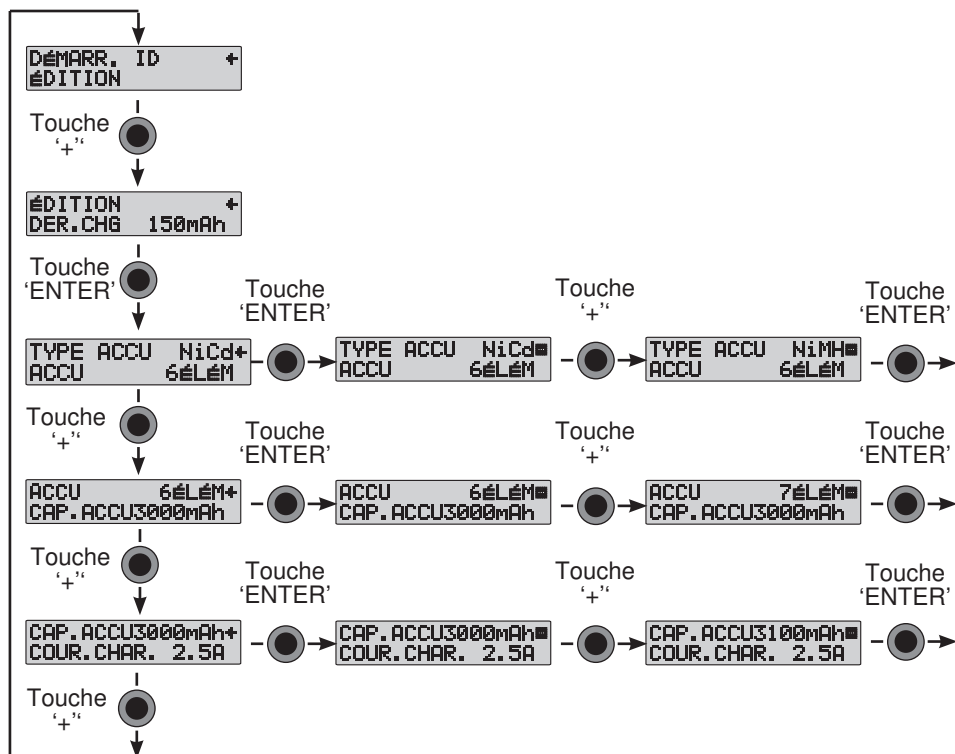 DéMARR. ID ←
éDITION
Touche
‘+“
éDITION ←
DER.CHG 150mAh
Touche
‘ENTER’
Touche
‘ENTER’
Touche
‘+“
Touche
‘ENTER’
TYPE ACCU NiCd←
ACCU 6éLéM
TYPE ACCU NiCd■
ACCU 6éLéM
TYPE ACCU NiMH■
ACCU 6éLéM
Touche
‘+“
Touche
‘ENTER’
Touche
‘+“
Touche
‘ENTER’
ACCU 6éLéM←
CAP.ACCU3000mAh
ACCU 6éLéM■
CAP.ACCU3000mAh
ACCU 7éLéM■
CAP.ACCU3000mAh
Touche
‘+“
Touche
‘ENTER’
Touche
‘+“
Touche
‘ENTER’
CAP.ACCU3000mAh←
COUR.CHAR. 2.5A
CAP.ACCU3000mAh■
COUR.CHAR. 2.5A
CAP.ACCU3100mAh■
COUR.CHAR. 2.5A
Touche
‘+“